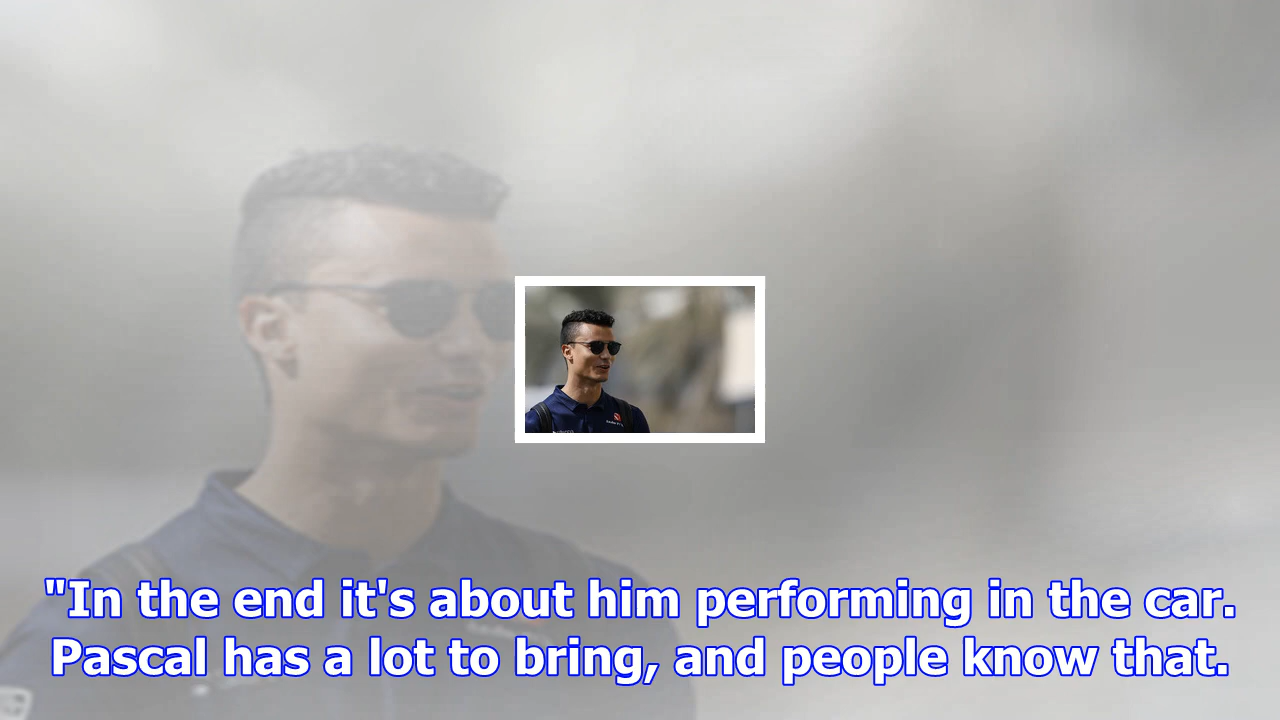 "In the end it's about him performing in the car.
Pascal has a lot to bring, and people know that.